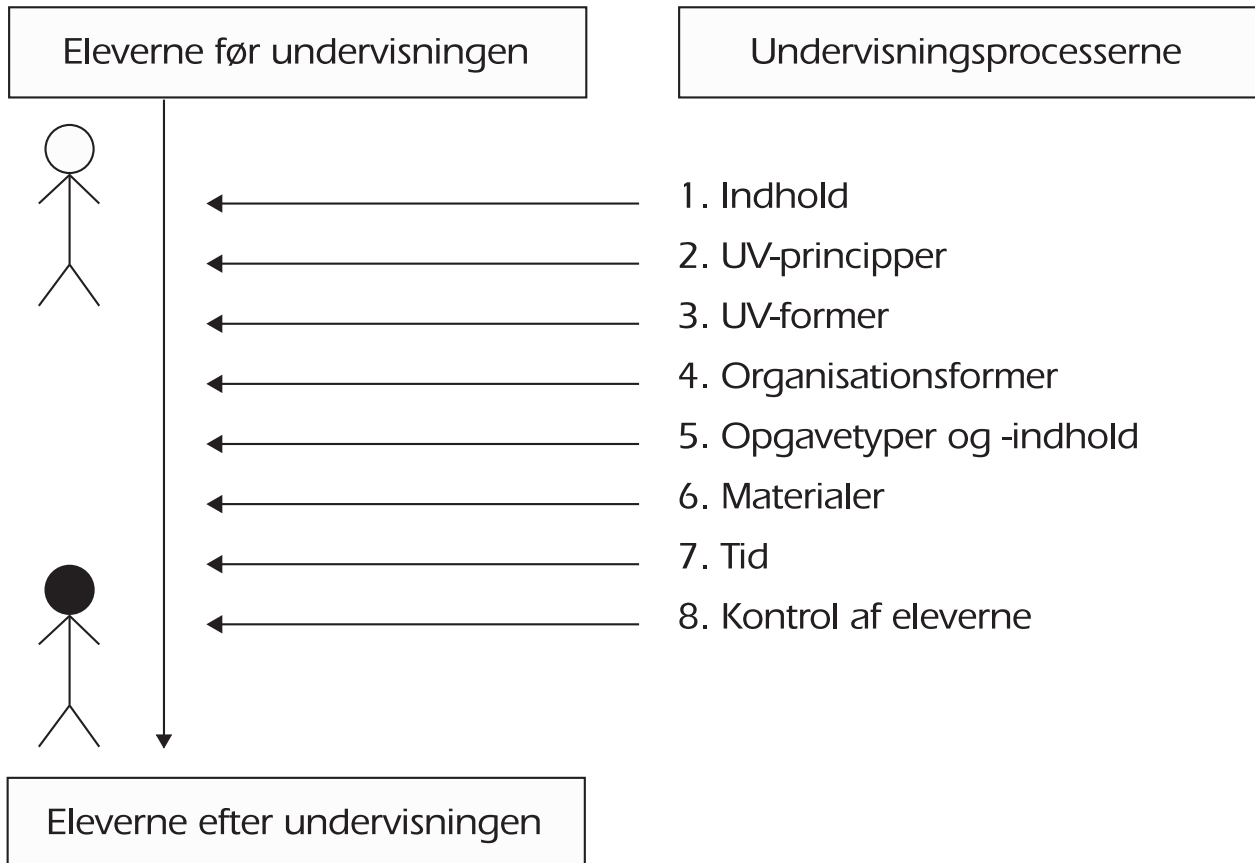 Eleverne før undervisningen
Undervisningsprocesserne
1. Indhold
2. UV-principper
3. UV-former
4. Organisationsformer
5. Opgavetyper og -indhold
6. Materialer
7. Tid
8. Kontrol af eleverne
Eleverne efter undervisningen